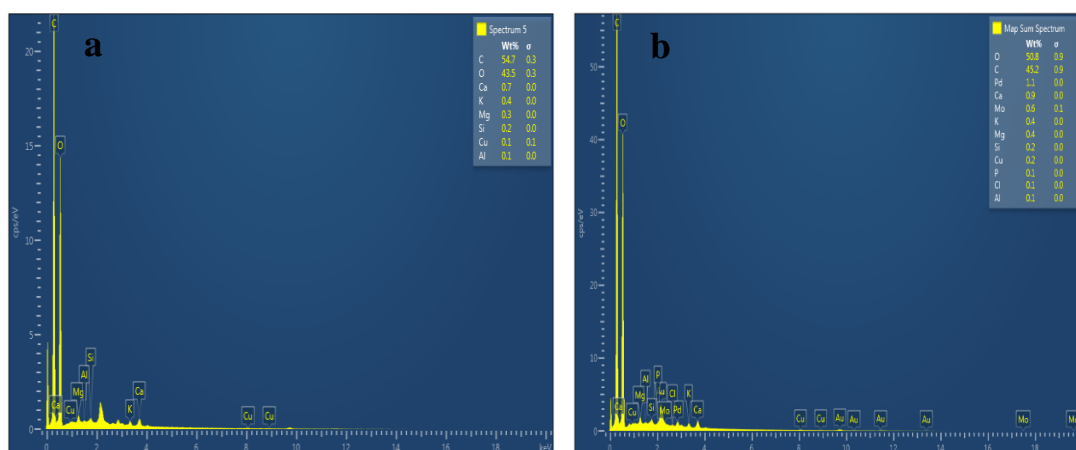 a
Spectrum 5
Wt% σ
C 54.7 0.3
O 43.5 0.3
Ca 0.7 0.0
K 0.4 0.0
Mg 0.3 0.0
Si 0.2 0.0
Cu 0.1 0.1
Al 0.1 0.0
C
20
15
O
10
5
Si
Al
Mg
Ca
K
Ca
Cu
Cu
Cu
cps/eV
0 2 4 6 8 10 12 14 16 18 keV
b
Map Sum Spectrum
Wt% σ
O 50.8 0.9
C 45.2 0.9
Pd 1.1 0.0
Ca 0.9 0.0
Mo 0.6 0.1
K 0.4 0.0
Mg 0.4 0.0
Si 0.2 0.0
Cu 0.2 0.0
P 0.1 0.0
Cl 0.1 0.0
Al 0.1 0.0
C
50
O
40
30
20
10
P
Al
Mg Cl K
Ca Cu Si Mo Pd Ca
Cu Cu Au Au Au Au Mo
cps/eV
0 2 4 6 8 10 12 14 16 18